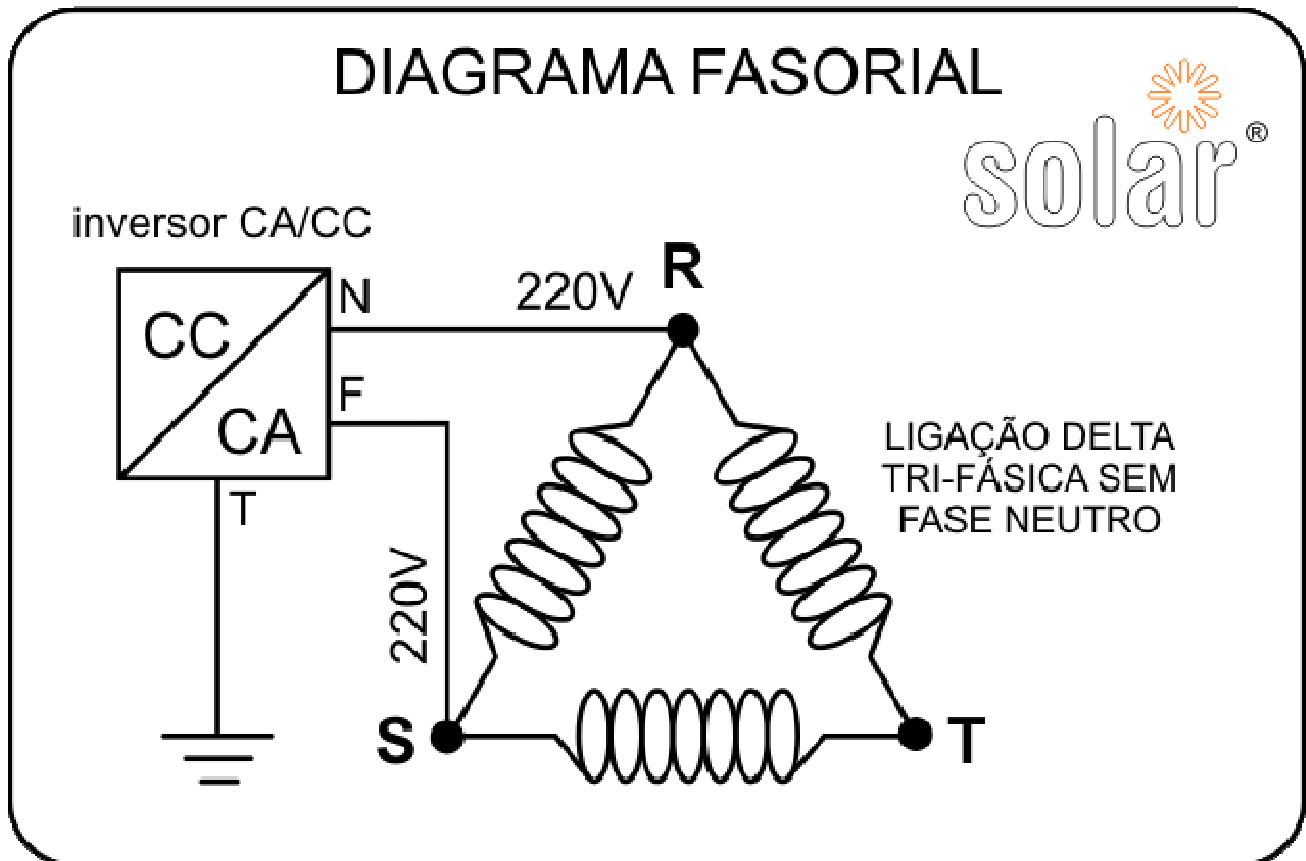 DIAGRAMA FASORIAL
solar®
inversor CA/CC
R
220V
N
CC
F
CA
LIGAÇÃO DELTA
TRI-FÁSICA SEM
FASE NEUTRO
T
220V
S
T